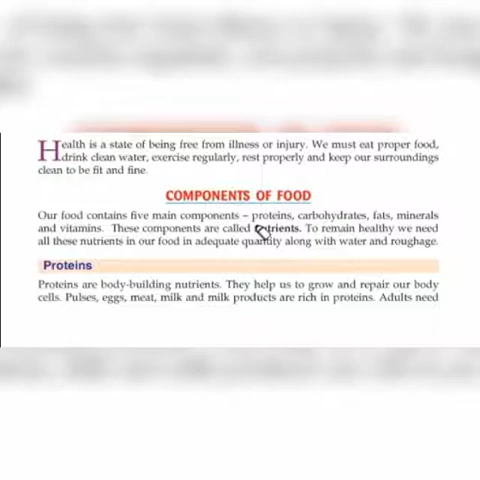 Health is a state of being free from illness or injury. We must eat proper food,
drink clean water, exercise regularly, rest properly and keep our surroundings
clean to be fit and fine.
COMPONENTS OF FOOD
Our food contains five main components – proteins, carbohydrates, fats, minerals
and vitamins. These components are called nutrients. To remain healthy we need
all these nutrients in our food in adequate quantity along with water and roughage.
Proteins
Proteins are body-building nutrients. They help us to grow and repair our body
cells. Pulses, eggs, meat, milk and milk products are rich in proteins. Adults need